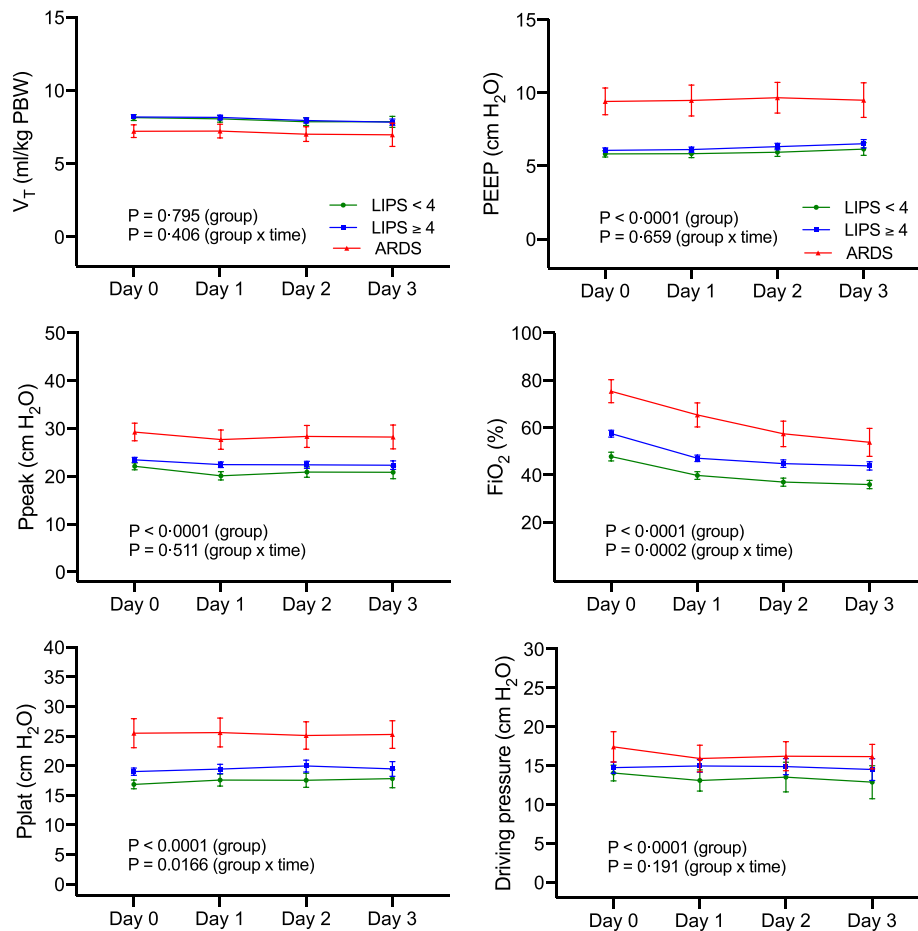 15
10
5
0
V_T (ml/kg PBW)
P = 0·795 (group)
P = 0·406 (group x time)
LIPS < 4
LIPS ≥ 4
ARDS
Day 0 Day 1 Day 2 Day 3
15
10
5
0
PEEP (cm H₂O)
P < 0·0001 (group)
P = 0·659 (group x time)
LIPS < 4
LIPS ≥ 4
ARDS
Day 0 Day 1 Day 2 Day 3
50
40
30
20
10
0
Ppeak (cm H₂O)
P < 0·0001 (group)
P = 0·511 (group x time)
Day 0 Day 1 Day 2 Day 3
100
80
60
40
20
FiO₂ (%)
P < 0·0001 (group)
P = 0·0002 (group x time)
Day 0 Day 1 Day 2 Day 3
40
35
30
25
20
15
10
5
0
Pplat (cm H₂O)
P < 0.0001 (group)
P = 0.0166 (group x time)
Day 0 Day 1 Day 2 Day 3
30
25
20
15
10
5
0
Driving pressure (cm H₂O)
P < 0·0001 (group)
P = 0·191 (group x time)
Day 0 Day 1 Day 2 Day 3